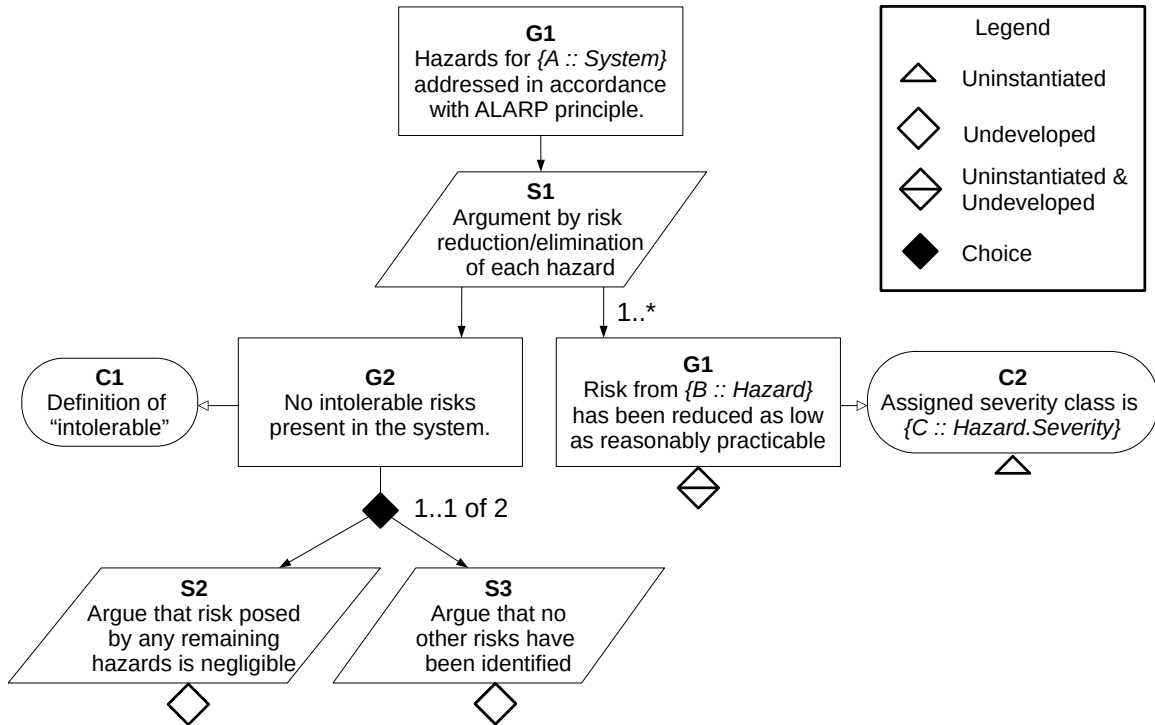 G1
Hazards for {A :: System}
addressed in accordance
with ALARP principle.
Legend
Uninstantiated
Undeveloped
Uninstantiated &
Undeveloped
Choice
S1
Argument by risk
reduction/elimination
of each hazard
1..*
C1
Definition of
“intolerable”
G2
No intolerable risks
present in the system.
G1
Risk from {B :: Hazard}
has been reduced as low
as reasonably practicable
C2
Assigned severity class is
{C :: Hazard.Severity}
1..1 of 2
S2
Argue that risk posed
by any remaining
hazards is negligible
S3
Argue that no
other risks have
been identified